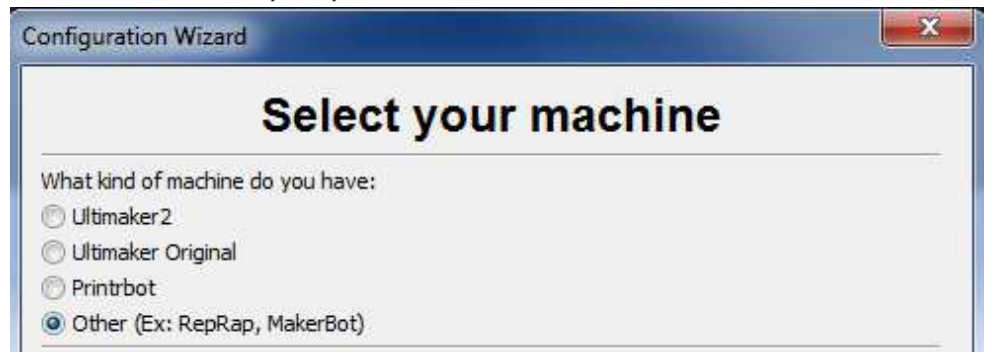 Configuration Wizard
Select your machine
What kind of machine do you have:
Ultimaker2
Ultimaker Original
Printrbot
Other (Ex: RepRap, MakerBot)